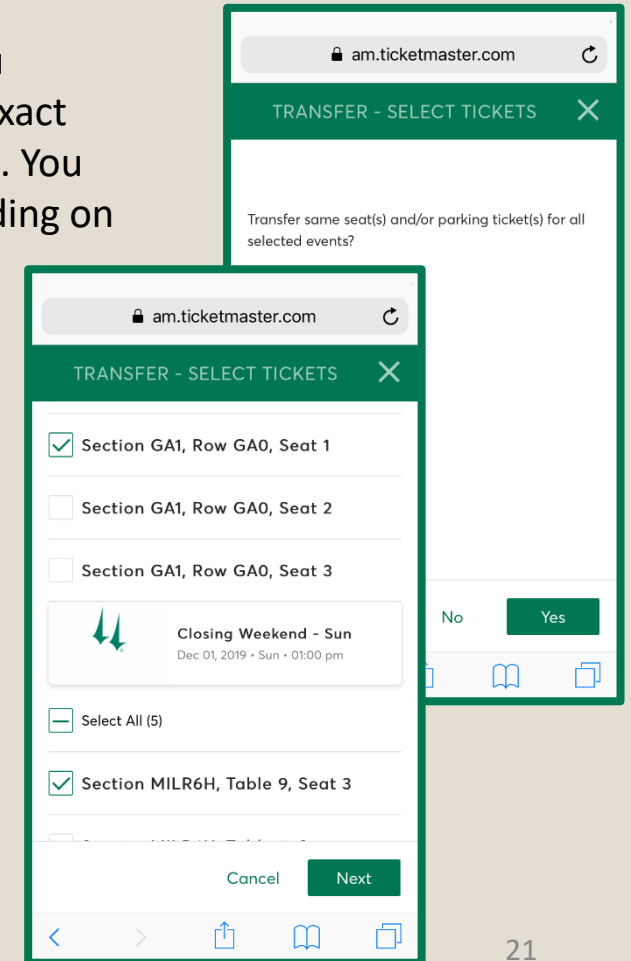 xact
. You
ding on
am.ticketmaster.com
TRANSFER - SELECT TICKETS
Transfer same seat(s) and/or parking ticket(s) for all
selected events?
No
Yes
am.ticketmaster.com
TRANSFER - SELECT TICKETS
Section GA1, Row GA0, Seat 1
Section GA1, Row GA0, Seat 2
Section GA1, Row GA0, Seat 3
Closing Weekend - Sun
Dec 01, 2019 • Sun • 01:00 pm
Select All (5)
Section MILR6H, Table 9, Seat 3
Cancel
Next
21